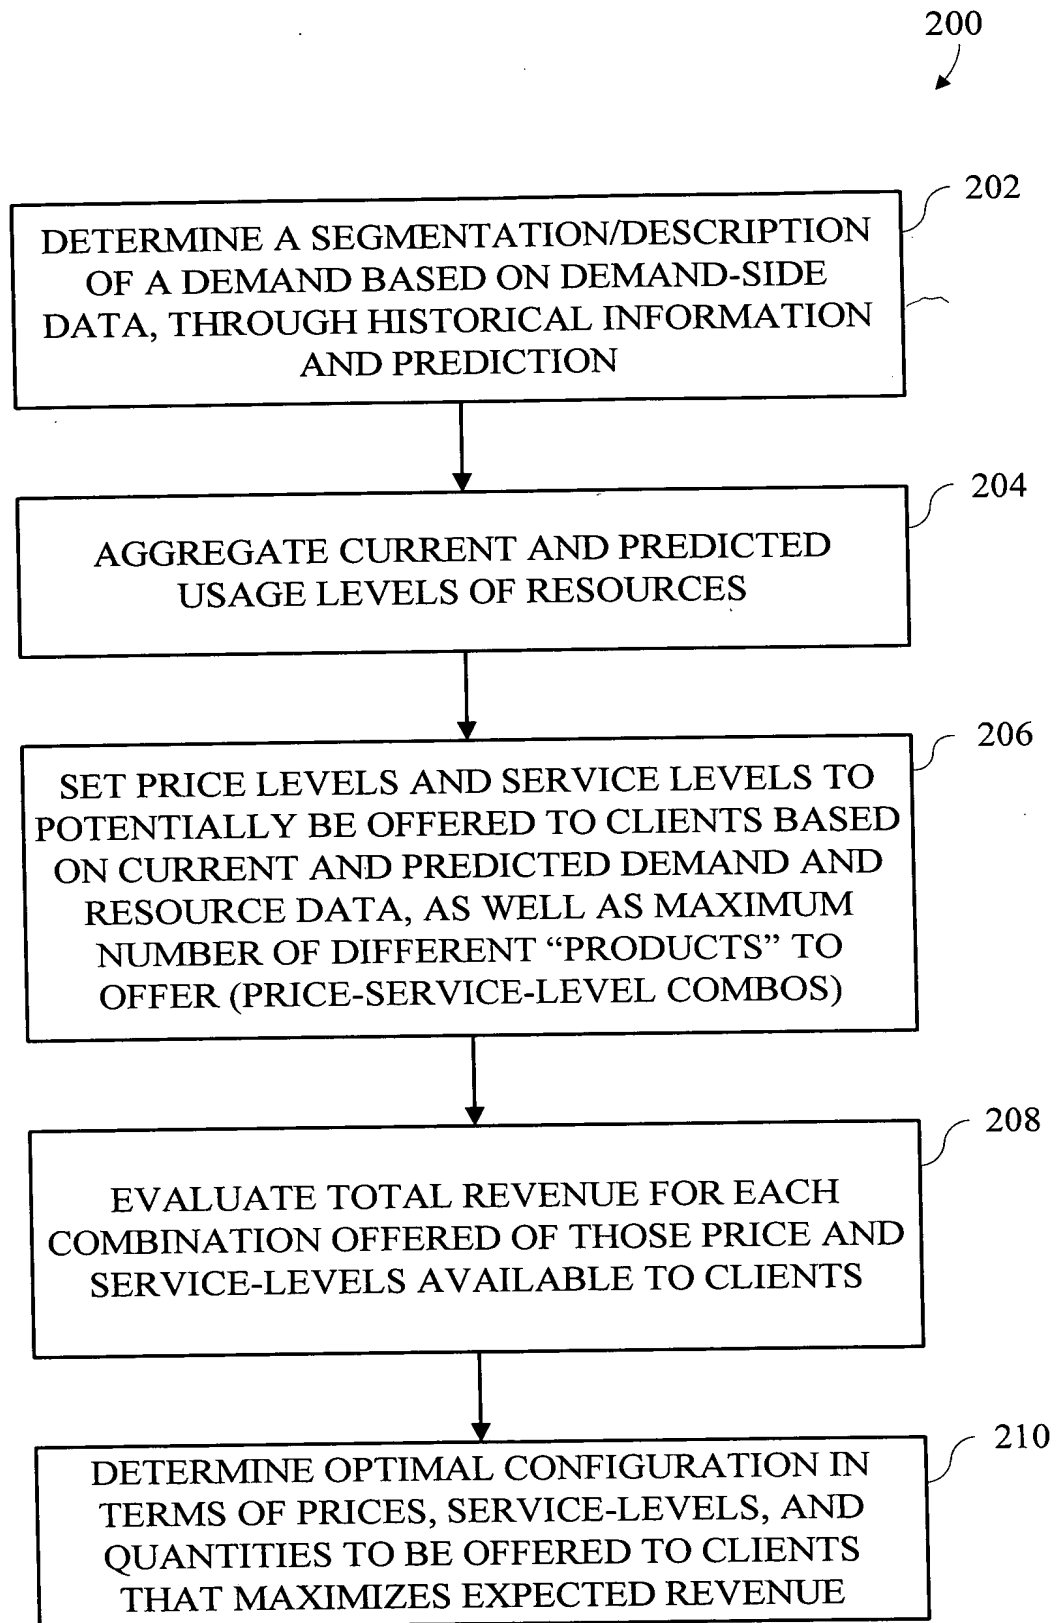 200
202
DETERMINE A SEGMENTATION/DESCRIPTION
OF A DEMAND BASED ON DEMAND-SIDE
DATA, THROUGH HISTORICAL INFORMATION
AND PREDICTION
204
AGGREGATE CURRENT AND PREDICTED
USAGE LEVELS OF RESOURCES
206
SET PRICE LEVELS AND SERVICE LEVELS TO
POTENTIALLY BE OFFERED TO CLIENTS BASED
ON CURRENT AND PREDICTED DEMAND AND
RESOURCE DATA, AS WELL AS MAXIMUM
NUMBER OF DIFFERENT “PRODUCTS” TO
OFFER (PRICE-SERVICE-LEVEL COMBOS)
208
EVALUATE TOTAL REVENUE FOR EACH
COMBINATION OFFERED OF THOSE PRICE AND
SERVICE-LEVELS AVAILABLE TO CLIENTS
210
DETERMINE OPTIMAL CONFIGURATION IN
TERMS OF PRICES, SERVICE-LEVELS, AND
QUANTITIES TO BE OFFERED TO CLIENTS
THAT MAXIMIZES EXPECTED REVENUE